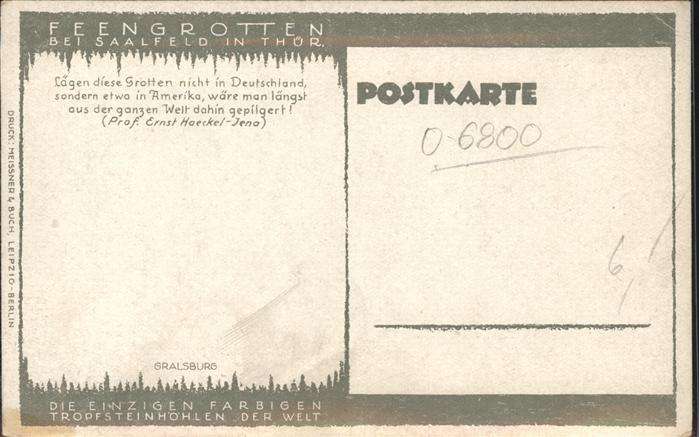 FEENGROTTEN
BEI SAALFELD IN THÜR.
Lägen diese Grotten nicht in Deutschland,
sondern etwa in Amerika, wäre man längst
aus der ganzen Welt dahin gepilgert!
(Prof. Ernst Haeckel-Jena)
GRALSBURG
DIE EINZIGEN FARBIGEN
TROPFSTEINHÖHLEN DER WELT
DRUCK: MEISSNER & BUCH, LEIPZIG-BERLIN
POSTKARTE
O-6800
6,